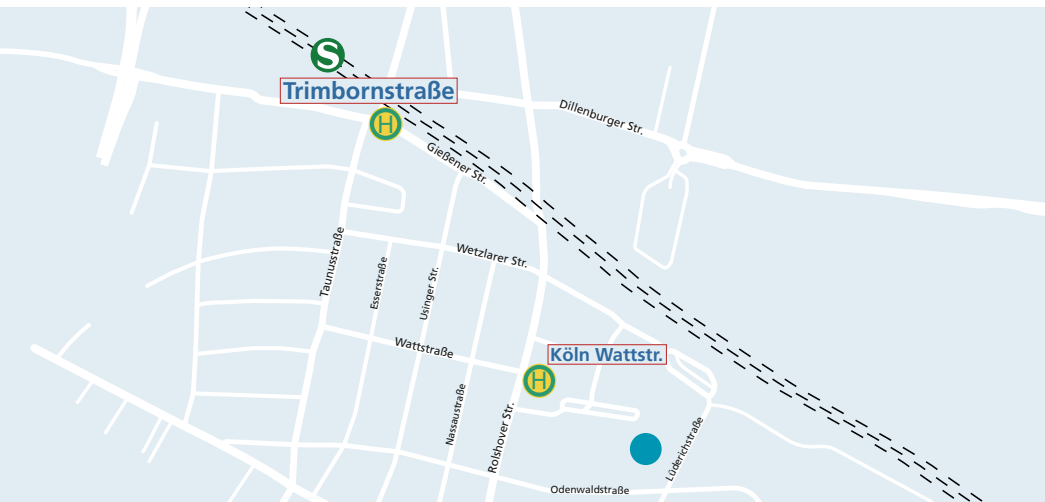 S
Trimbornstraße
H
Dillenburger Str.
Gießener Str.
Taunusstraße
Wetzlarer Str.
Esserstraße
Usinger Str.
Wattstraße
Köln Wattstr.
H
Nassaustraße
Rolshover Str.
Lüderichstraße
Odenwaldstraße